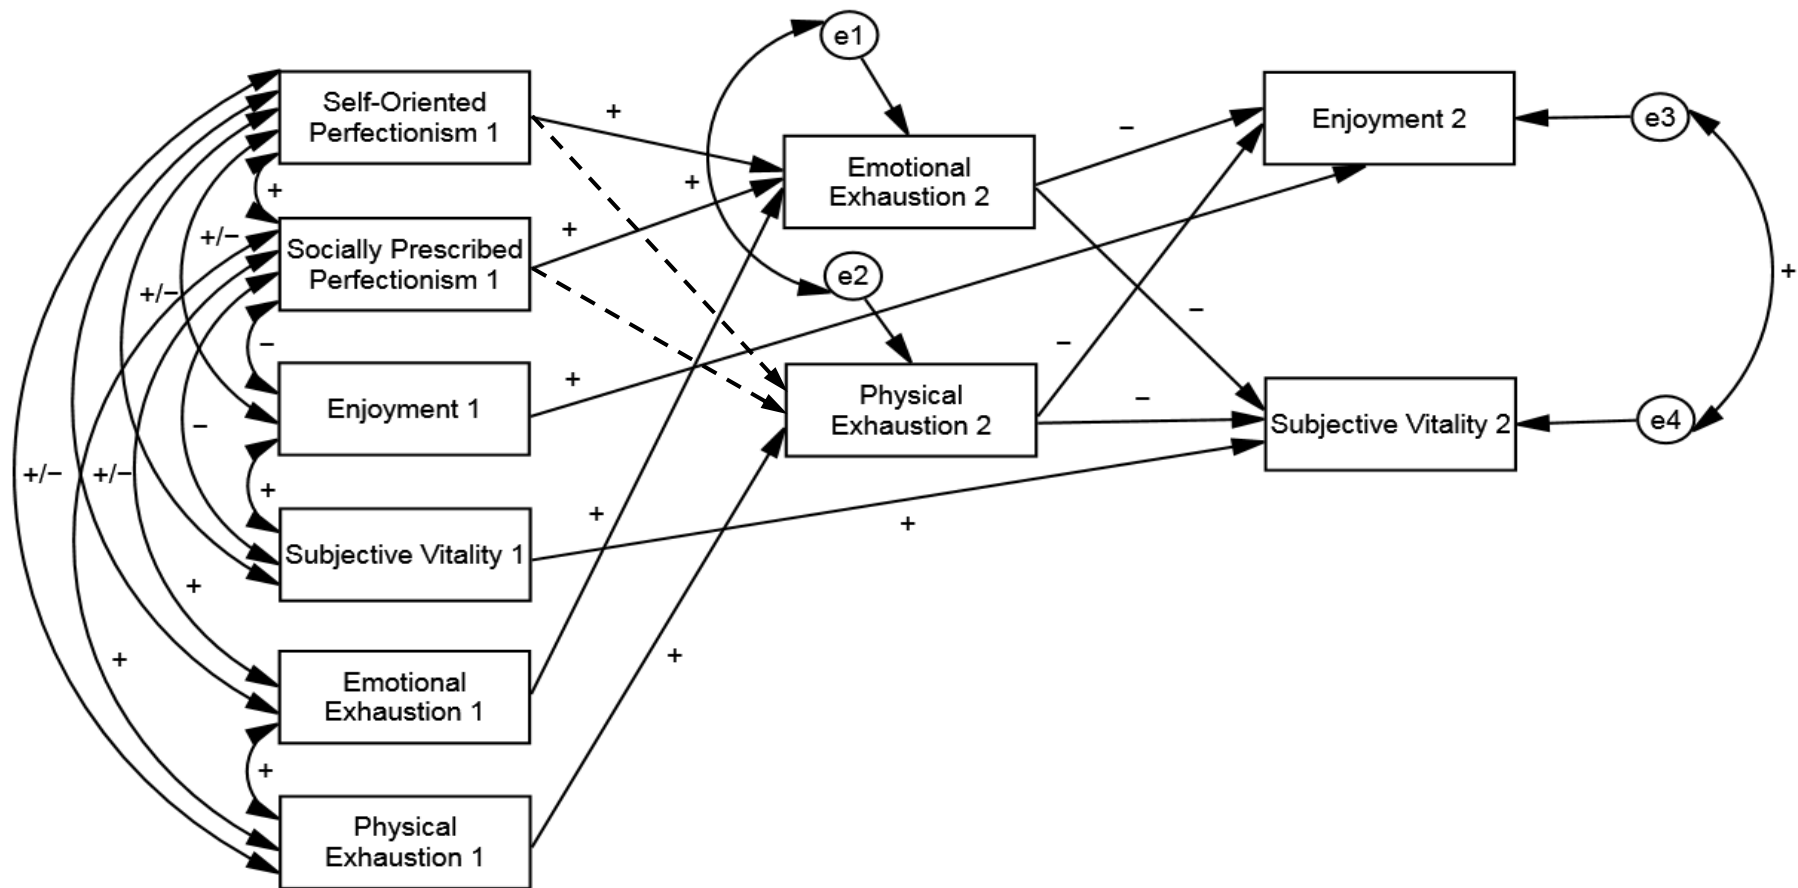 e1
Self-Oriented
Perfectionism 1
+
Enjoyment 2
e3
−
Emotional
Exhaustion 2
+
+
+
+/−
Socially Prescribed
Perfectionism 1
e2
+
+/−
−
−
−
+
Enjoyment 1
Physical
Exhaustion 2
−
Subjective Vitality 2
e4
−
+/−
+/−
+
+
+
Subjective Vitality 1
+
+
+
Emotional
Exhaustion 1
+
Physical
Exhaustion 1